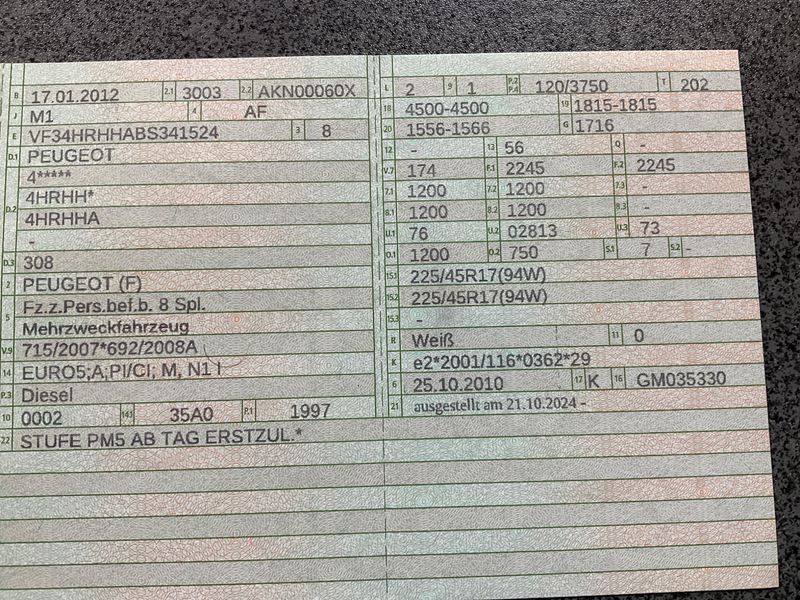 B 17.01.2012 2.1 3003 2.2 AKN00060X
J M1 4 AF
E VF34HRHHABS341524 3 8
D.1 PEUGEOT
4*****
D.2 4HRHH*
4HRHHA
-
D.3 308
2 PEUGEOT (F)
5 Fz.z.Pers.bef.b. 8 Spl.
Mehrzweckfahrzeug
V.9 715/2007*692/2008A
14 EURO5;A;PI/CI; M, N1 I
P.3 Diesel
10 0002 14.1 35A0 P.1 1997
22 STUFE PM5 AB TAG ERSTZUL.*
L 2 9 1 P.2 P.4 120/3750 T 202
18 4500-4500 19 1815-1815
20 1556-1566 G 1716
12 - 13 56 Q -
V.7 174 F.1 2245 F.2 2245
7.1 1200 7.2 1200 7.3 -
8.1 1200 8.2 1200 8.3 -
U.1 76 U.2 02813 U.3 73
O.1 1200 O.2 750 S.1 7 S.2 -
15.1 225/45R17(94W)
15.2 225/45R17(94W)
15.3 -
R Weiß 11 0
K e2*2001/116*0362*29
6 25.10.2010 17 K 16 GM035330
21 ausgestellt am 21.10.2024 -